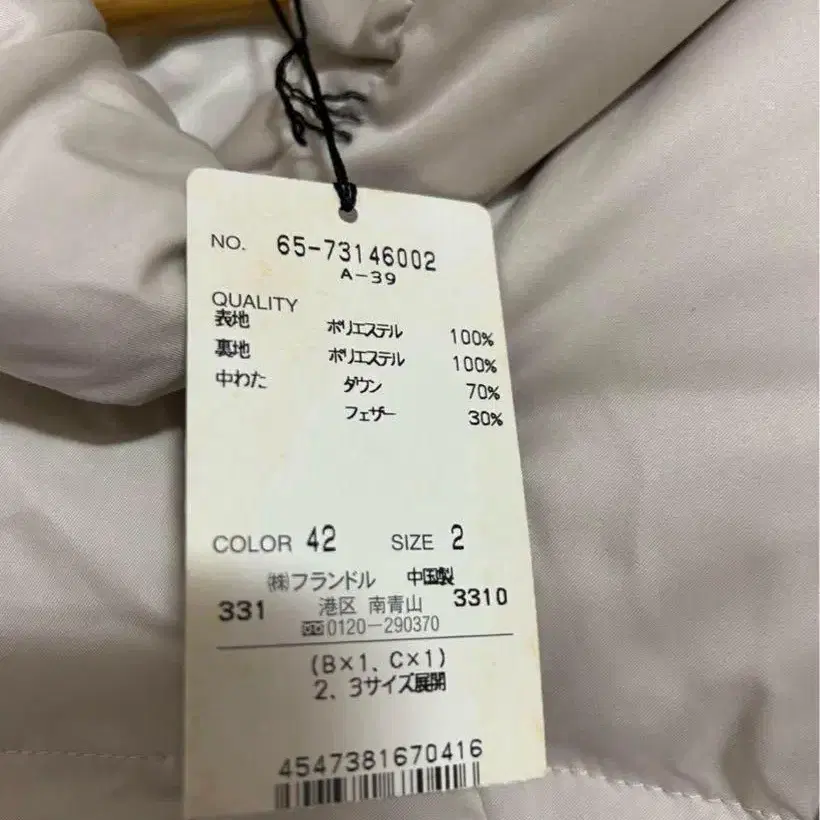 NO. 65-73146002
A-39
QUALITY
表地 ポリエステル 100%
裏地 ポリエステル 100%
中わた ダウン 70%
フェザー 30%
COLOR 42 SIZE 2
㈱フランドル 中国製
331 港区 南青山 3310
0120-290370
(B×1、C×1)
2、3サイズ展開
4547381670416